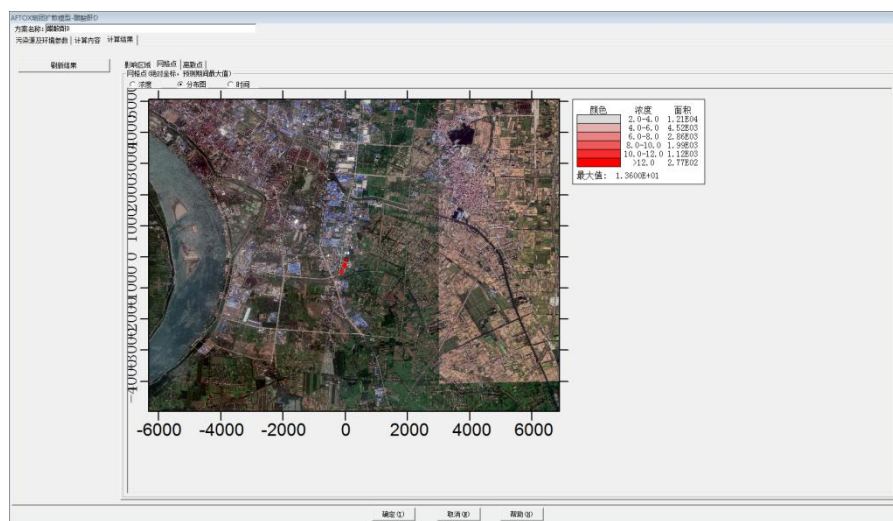 方案名称:
污染源及环境参数 计算内容 计算结果
刷新结果
影响区域 网格点 离散点
网格点(绝对坐标，预测期间最大值)
浓度 分布图 时间
颜色 浓度 面积
2.0-4.0 1.21E04
4.0-6.0 4.52E03
6.0-8.0 2.86E03
8.0-10.0 1.99E03
10.0-12.0 1.12E03
>12.0 2.77E02
最大值: 1.3600E+01
-6000 -4000 -2000 0 2000 4000 6000
确定(Y) 取消(X) 帮助(H)